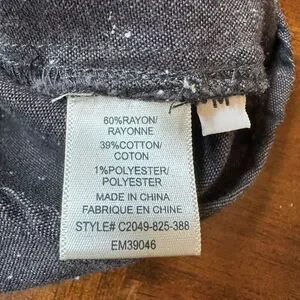 M
60%RAYON/
RAYONNE
39%COTTON/
COTON
1%POLYESTER/
POLYESTER
MADE IN CHINA
FABRIQUE EN CHINE
STYLE# C2049-825-388
EM39046